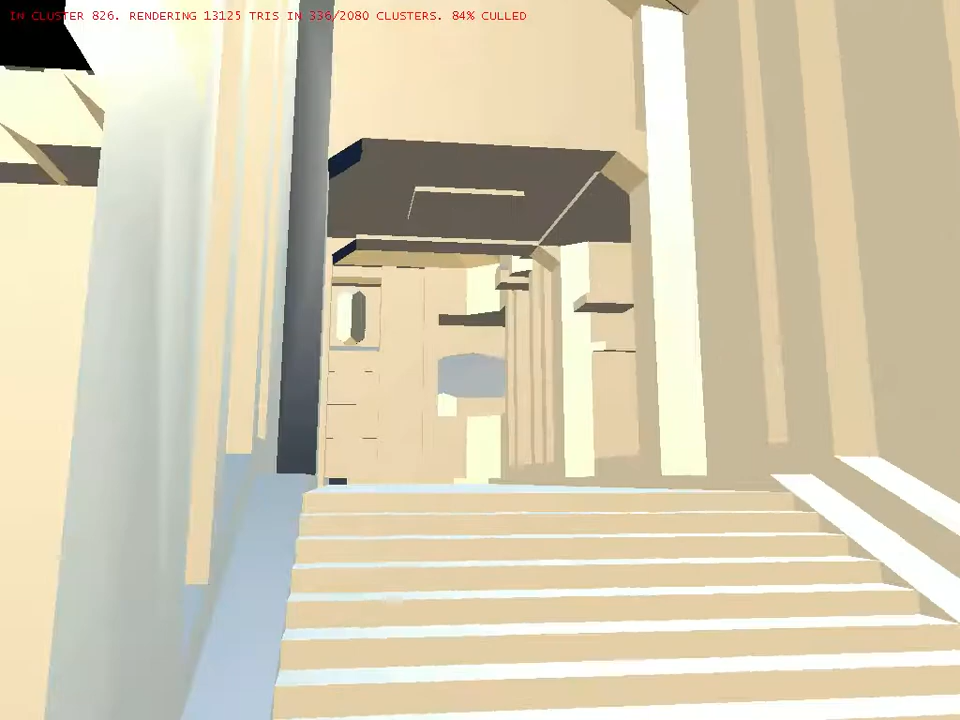 IN CLUSTER 826. RENDERING 13125 TRIS IN 336/2080 CLUSTERS. 84% CULLED